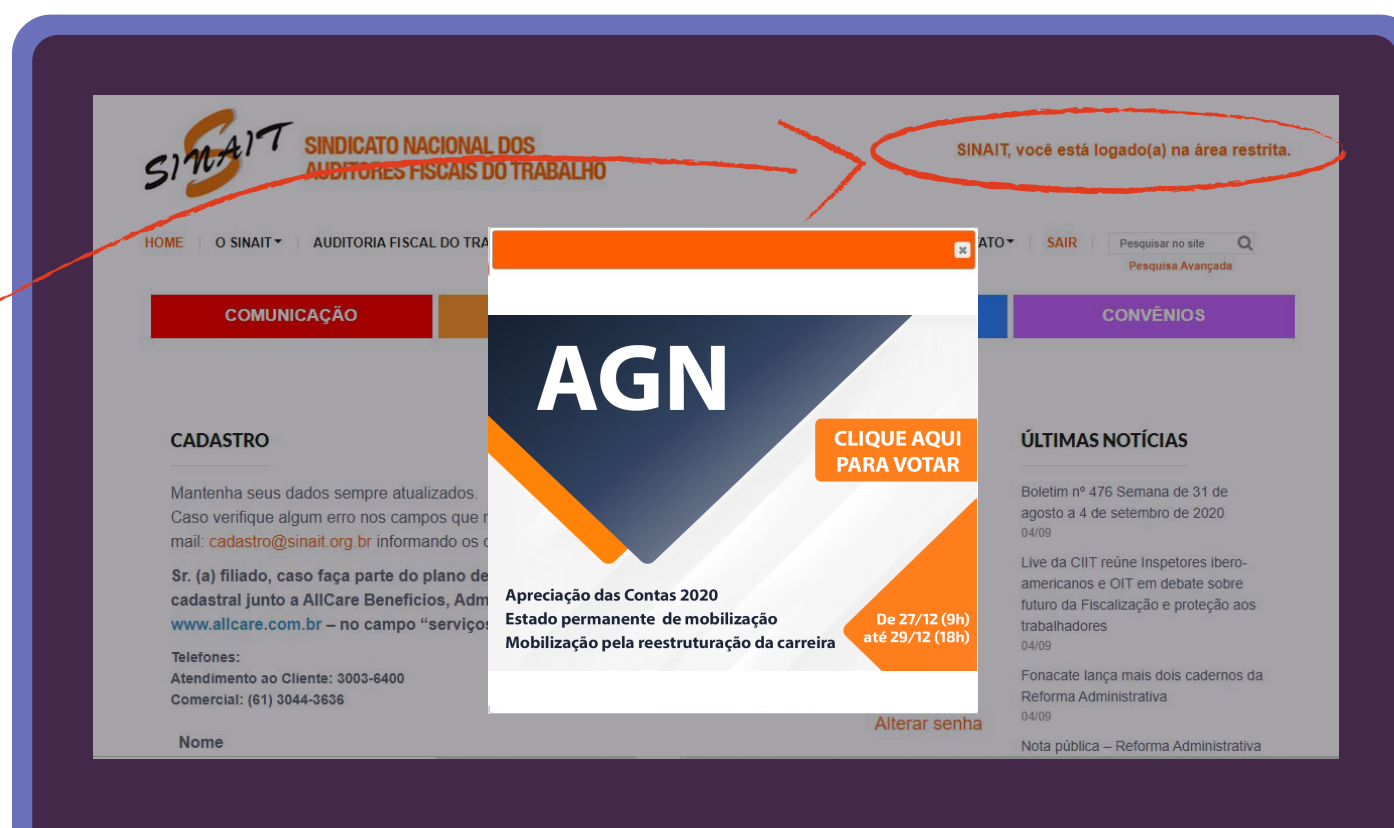 SINAIT
SINDICATO NACIONAL DOS
AUDITORES FISCAIS DO TRABALHO
SINAIT, você está logado(a) na área restrita.
HOME
O SINAIT
AUDITORIA FISCAL DO TRA
ATO
SAIR
Pesquisar no site
Pesquisa Avançada
COMUNICAÇÃO
CONVÊNIOS
AGN
CLIQUE AQUI
PARA VOTAR
Apreciação das Contas 2020
Estado permanente de mobilização
Mobilização pela reestruturação da carreira
De 27/12 (9h)
até 29/12 (18h)
CADASTRO
Mantenha seus dados sempre atualizados.
Caso verifique algum erro nos campos que
mail: cadastro@sinait.org.br informando os
Sr. (a) filiado, caso faça parte do plano de
cadastral junto a AllCare Benefícios, Adm
www.allcare.com.br – no campo “serviços
Telefones:
Atendimento ao Cliente: 3003-6400
Comercial: (61) 3044-3636
Nome
Alterar senha
ÚLTIMAS NOTÍCIAS
Boletim nº 476 Semana de 31 de
agosto a 4 de setembro de 2020
04/09
Live da CIIT reúne Inspetores ibero-
americanos e OIT em debate sobre
futuro da Fiscalização e proteção aos
trabalhadores
04/09
Fonacate lança mais dois cadernos da
Reforma Administrativa
04/09
Nota pública – Reforma Administrativa